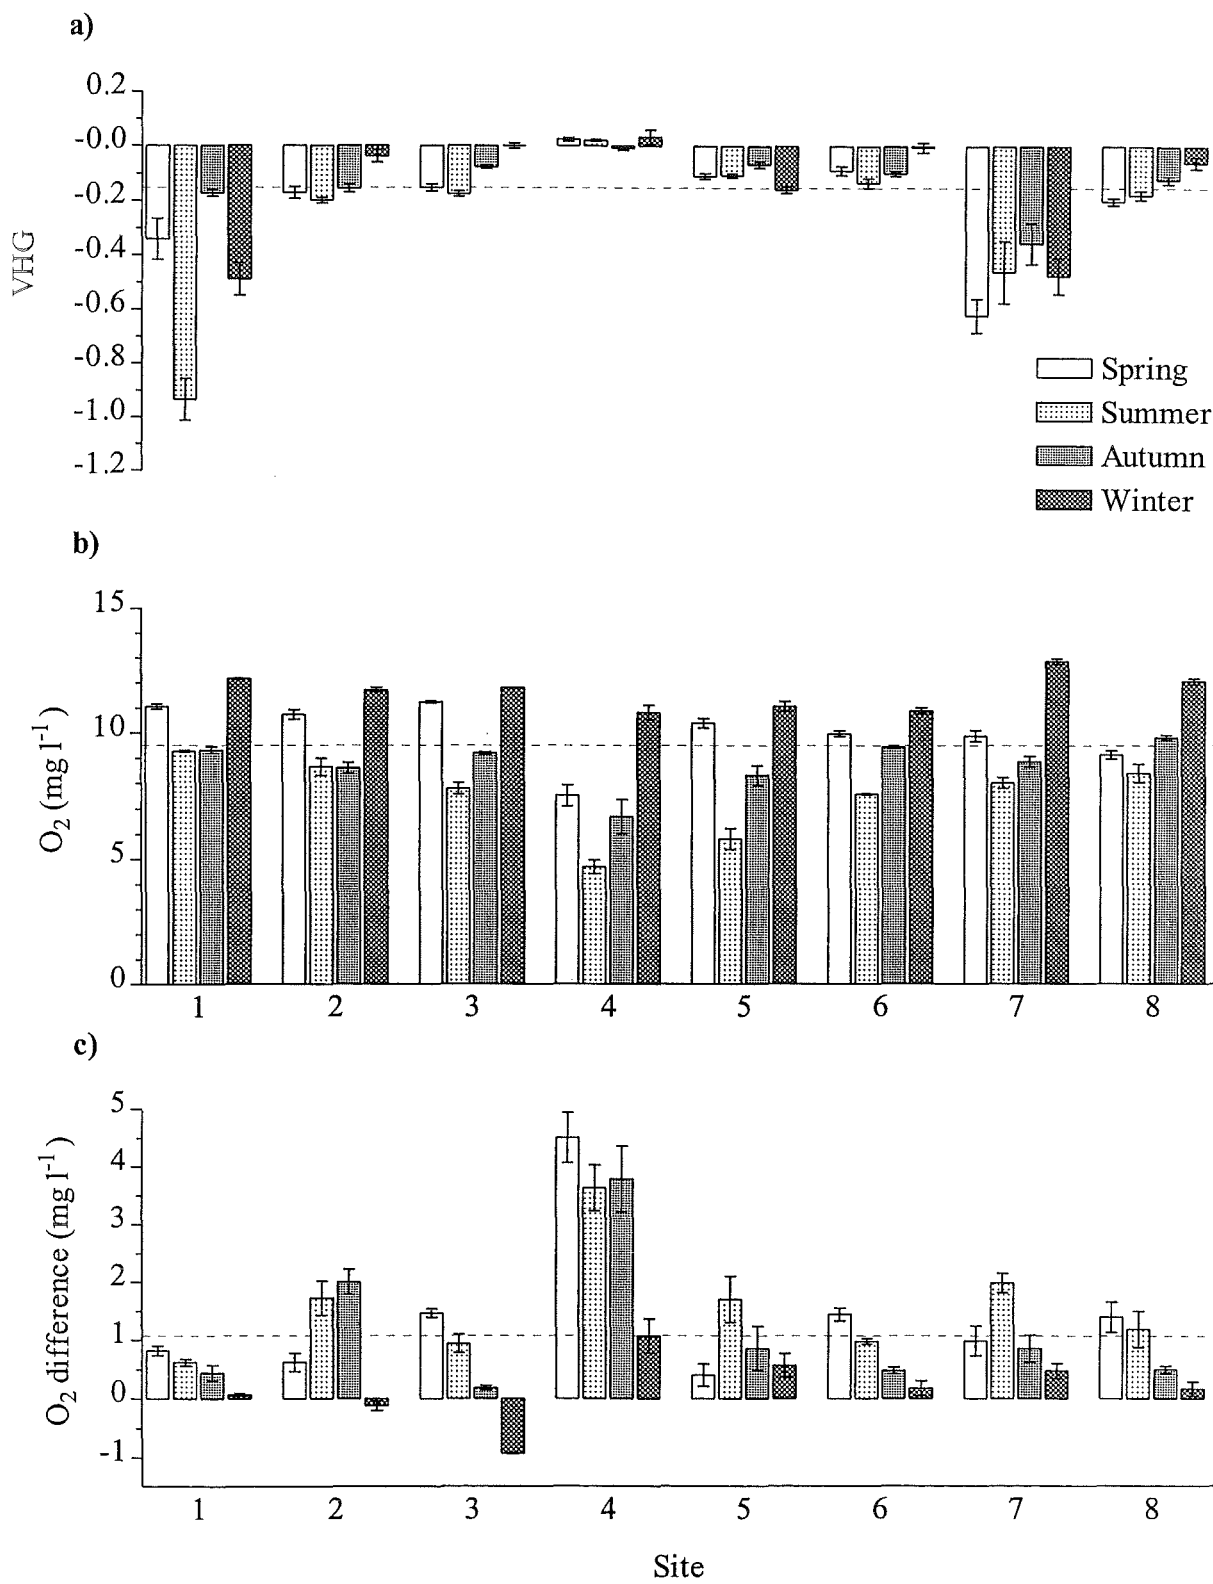 a)
0.2
-0.0
-0.2
-0.4
-0.6
-0.8
-1.0
-1.2
VHG
Spring
Summer
Autumn
Winter
b)
15
10
5
0
O₂ (mg l⁻¹)
1 2 3 4 5 6 7 8
c)
5
4
3
2
1
0
-1
O₂ difference (mg l⁻¹)
1 2 3 4 5 6 7 8
Site